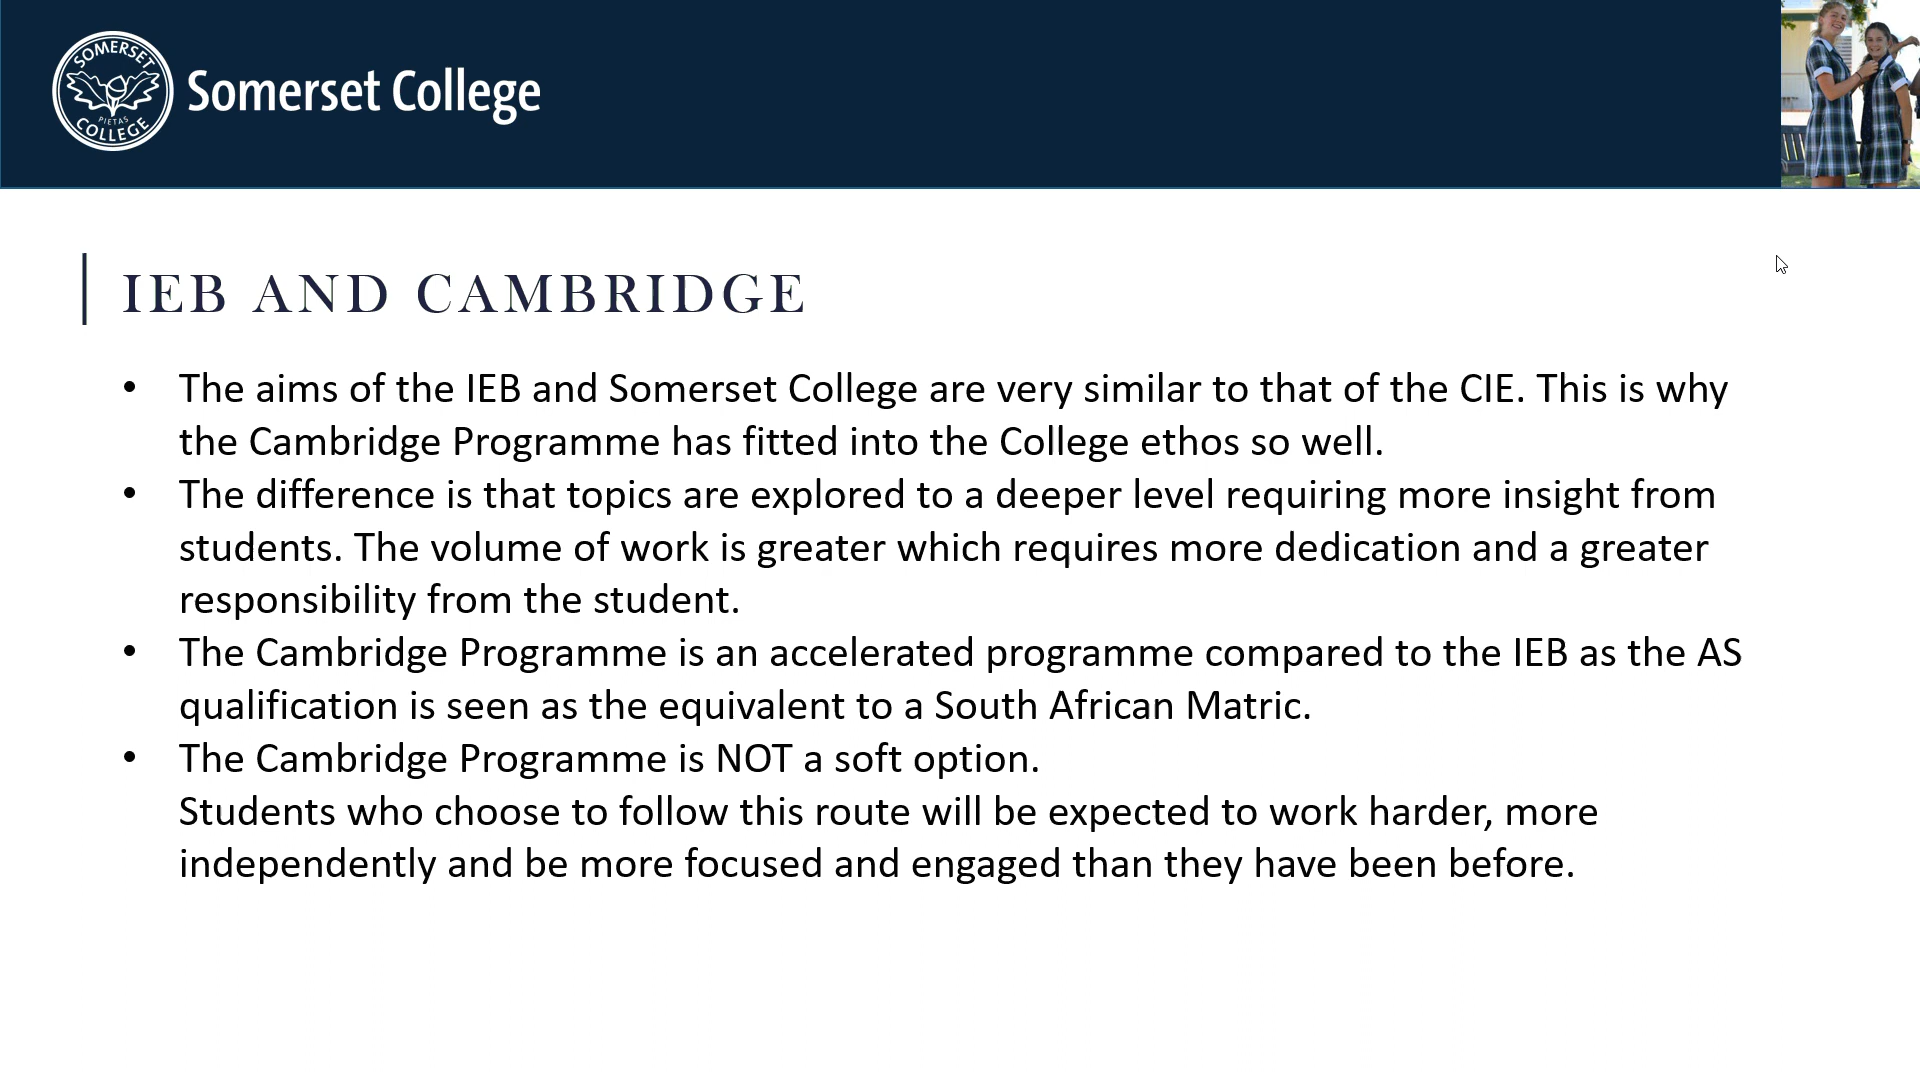 SOMERSET
PIETAS
COLLEGE
Somerset College
IEB AND CAMBRIDGE
• The aims of the IEB and Somerset College are very similar to that of the CIE. This is why
the Cambridge Programme has fitted into the College ethos so well.
• The difference is that topics are explored to a deeper level requiring more insight from
students. The volume of work is greater which requires more dedication and a greater
responsibility from the student.
• The Cambridge Programme is an accelerated programme compared to the IEB as the AS
qualification is seen as the equivalent to a South African Matric.
• The Cambridge Programme is NOT a soft option.
Students who choose to follow this route will be expected to work harder, more
independently and be more focused and engaged than they have been before.